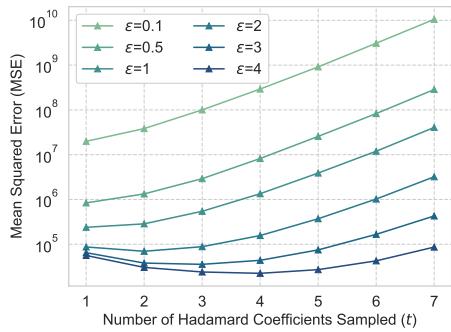 Mean Squared Error (MSE)
10^10
10^9
10^8
10^7
10^6
10^5
ε=0.1
ε=0.5
ε=1
ε=2
ε=3
ε=4
1 2 3 4 5 6 7
Number of Hadamard Coefficients Sampled (t)